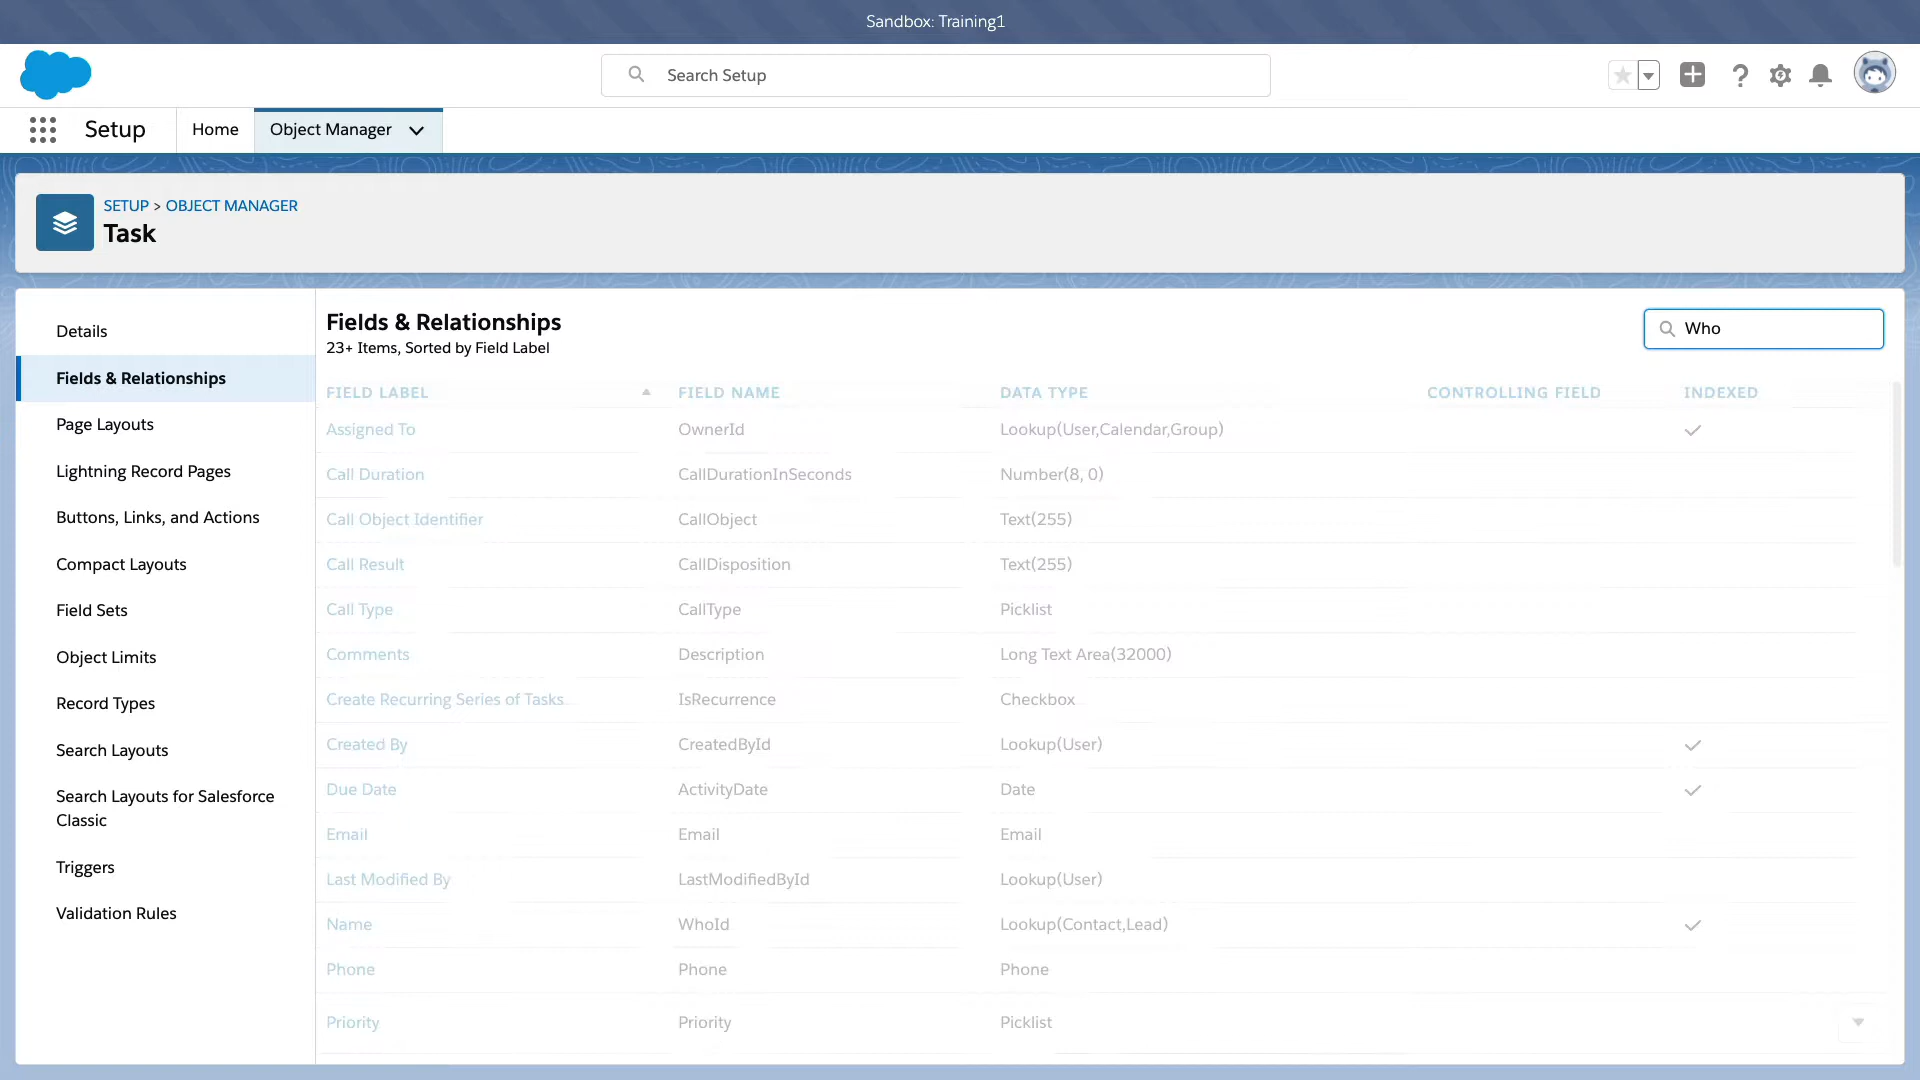 Sandbox: Training1
Search Setup
Setup
Home
Object Manager
SETUP > OBJECT MANAGER
Task
Details
Fields & Relationships
Page Layouts
Lightning Record Pages
Buttons, Links, and Actions
Compact Layouts
Field Sets
Object Limits
Record Types
Search Layouts
Search Layouts for Salesforce
Classic
Triggers
Validation Rules
Fields & Relationships
23+ Items, Sorted by Field Label
Who
FIELD LABEL FIELD NAME DATA TYPE CONTROLLING FIELD INDEXED
Assigned To OwnerId Lookup(User,Calendar,Group)
Call Duration CallDurationInSeconds Number(8, 0)
Call Object Identifier CallObject Text(255)
Call Result CallDisposition Text(255)
Call Type CallType Picklist
Comments Description Long Text Area(32000)
Create Recurring Series of Tasks IsRecurrence Checkbox
Created By CreatedById Lookup(User)
Due Date ActivityDate Date
Email Email Email
Last Modified By LastModifiedById Lookup(User)
Name WhoId Lookup(Contact,Lead)
Phone Phone Phone
Priority Priority Picklist